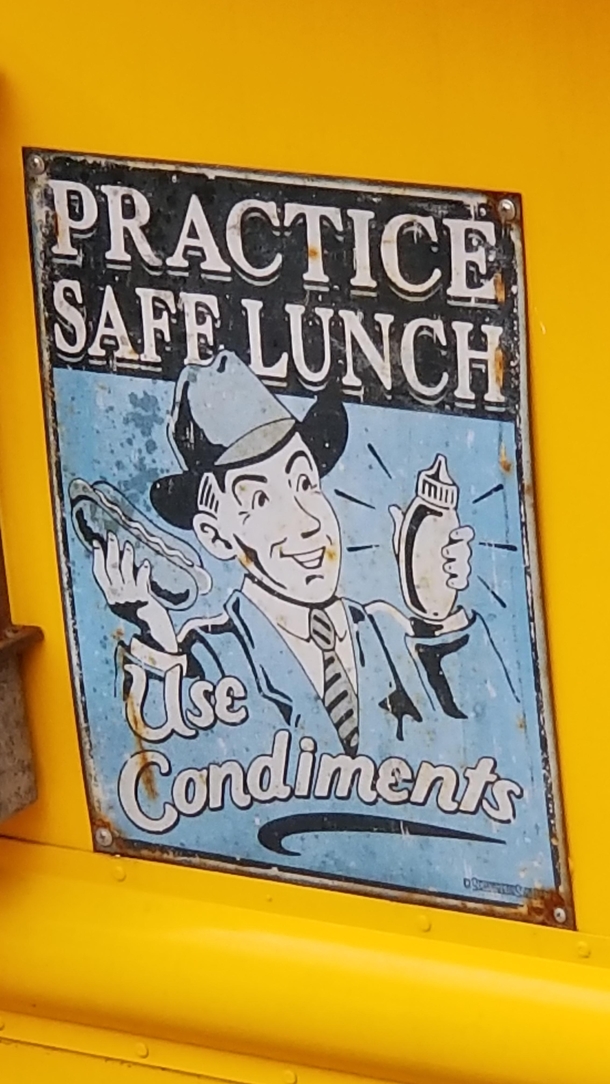 PRACTICE
SAFE LUNCH
Use
Condiments